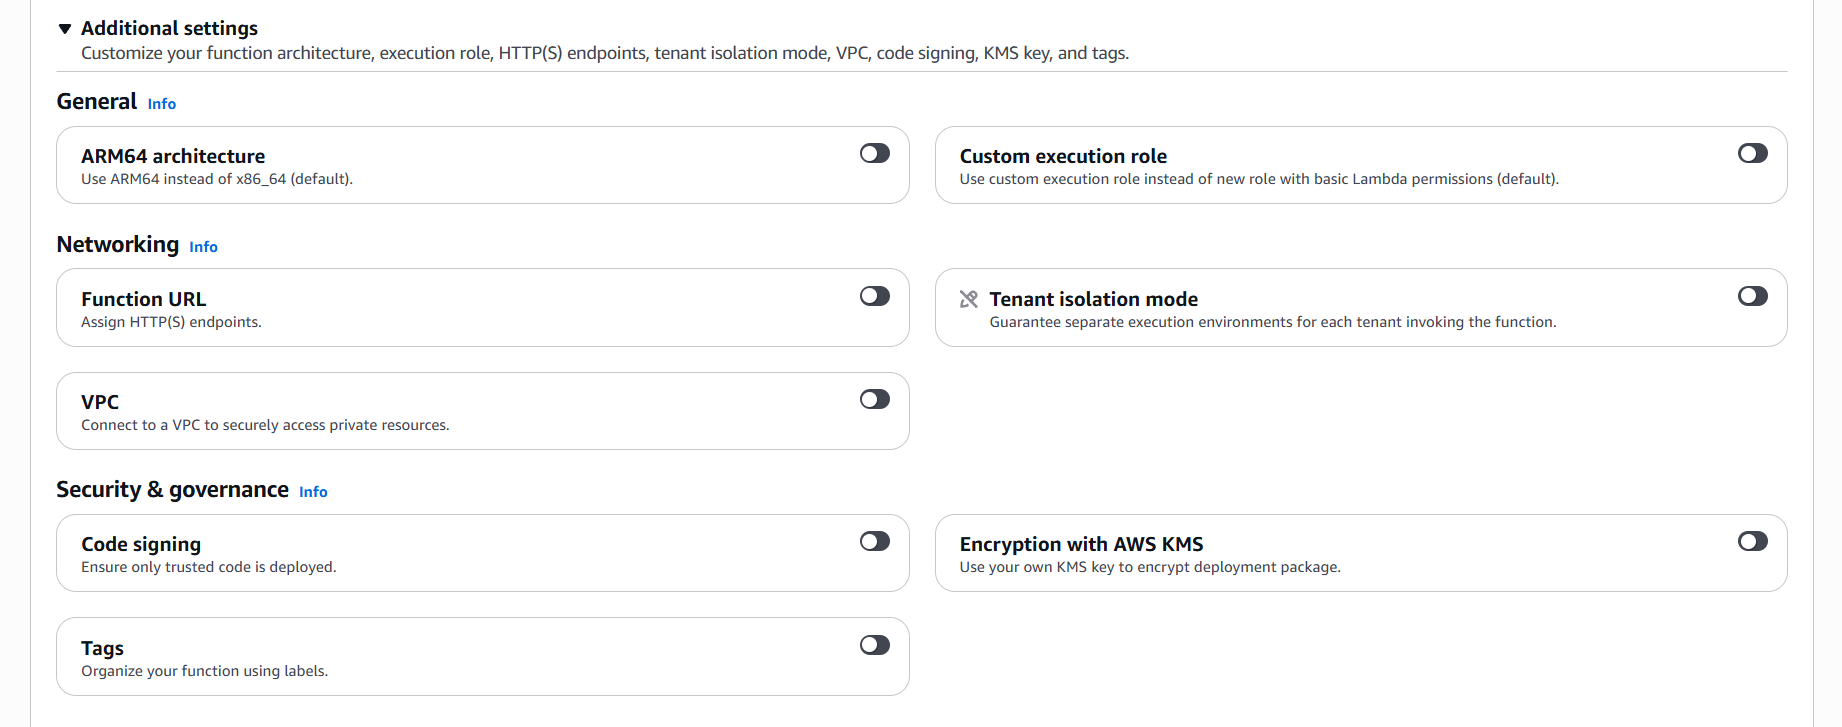 Additional settings
Customize your function architecture, execution role, HTTP(S) endpoints, tenant isolation mode, VPC, code signing, KMS key, and tags.
General Info
ARM64 architecture
Use ARM64 instead of x86_64 (default).
Custom execution role
Use custom execution role instead of new role with basic Lambda permissions (default).
Networking Info
Function URL
Assign HTTP(S) endpoints.
Tenant isolation mode
Guarantee separate execution environments for each tenant invoking the function.
VPC
Connect to a VPC to securely access private resources.
Security & governance Info
Code signing
Ensure only trusted code is deployed.
Encryption with AWS KMS
Use your own KMS key to encrypt deployment package.
Tags
Organize your function using labels.